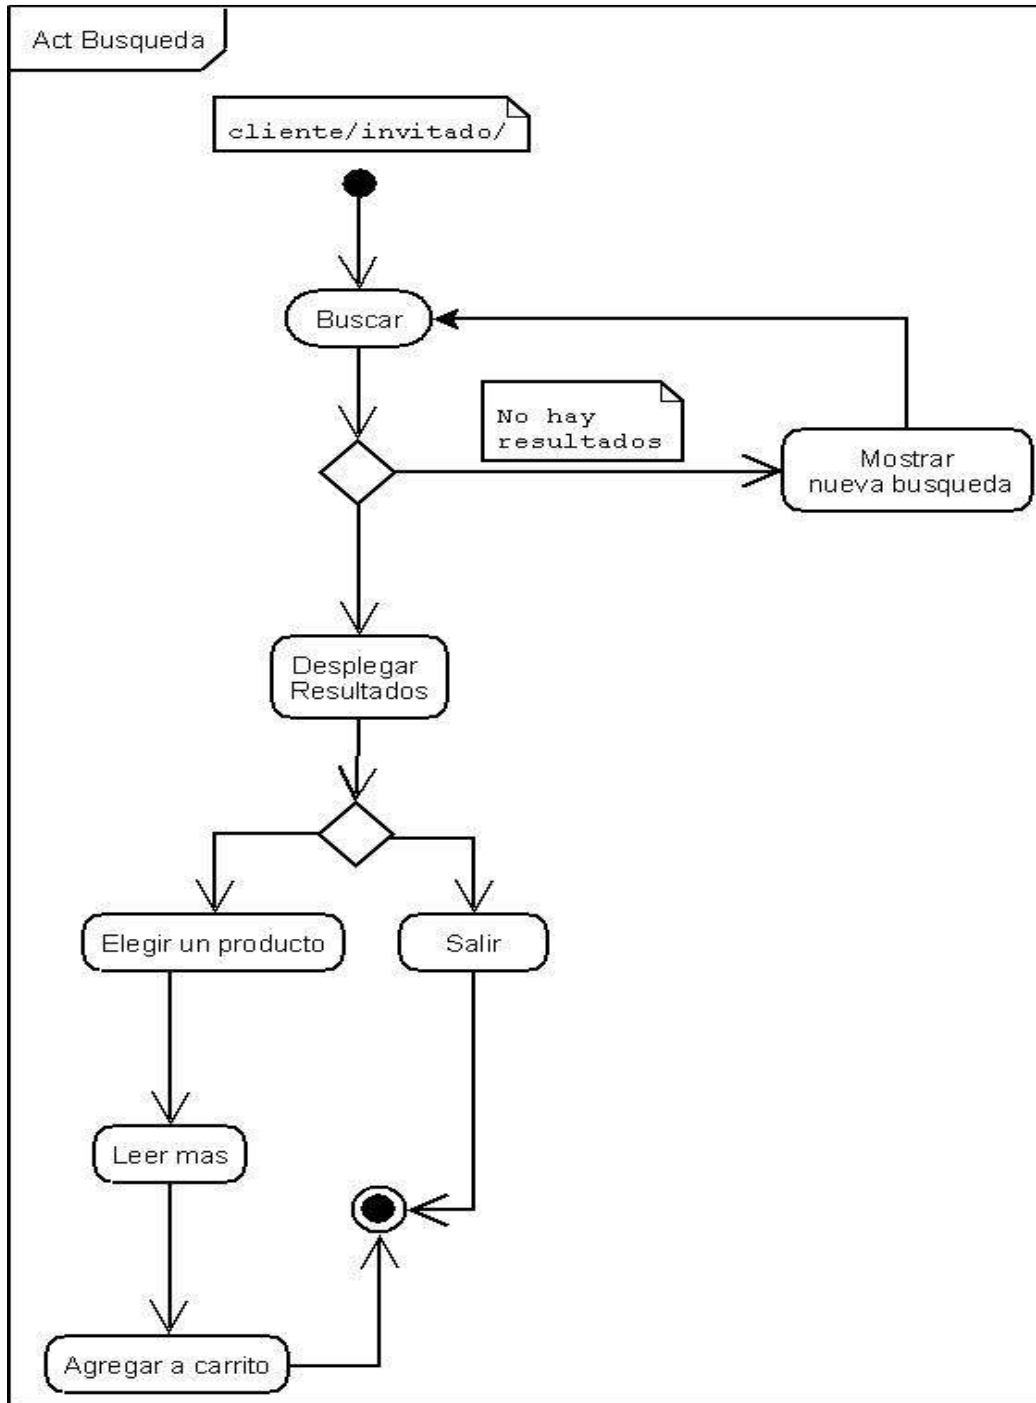 Act Busqueda
cliente/invitado/
Buscar
No hay
resultados
Mostrar
nueva busqueda
Desplegar
Resultados
Elegir un producto
Salir
Leer mas
Agregar a carrito